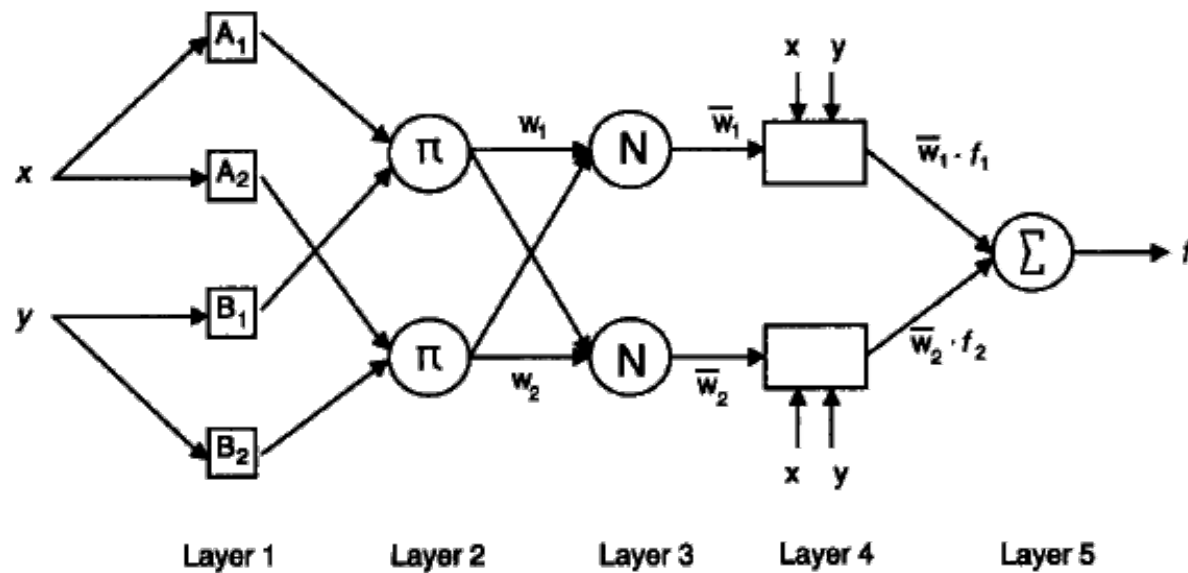 A₁
x
A₂
y
B₁
B₂
π
π
w₁
w₂
N
N
w̅₁
w̅₂
x y
x y
w̅₁ · f₁
w̅₂ · f₂
Σ
f
Layer 1 Layer 2 Layer 3 Layer 4 Layer 5